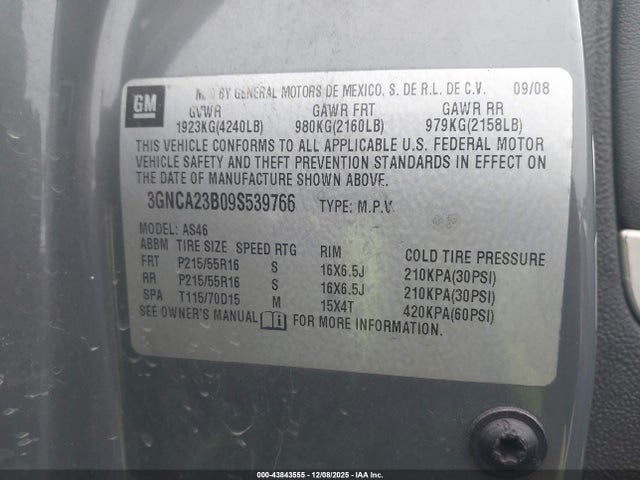 GM
MFD BY GENERAL MOTORS DE MEXICO, S. DE R.L. DE C.V. 09/08
GVWR GAWR FRT GAWR RR
1923KG(4240LB) 980KG(2160LB) 979KG(2158LB)
THIS VEHICLE CONFORMS TO ALL APPLICABLE U.S. FEDERAL MOTOR
VEHICLE SAFETY AND THEFT PREVENTION STANDARDS IN EFFECT ON
THE DATE OF MANUFACTURE SHOWN ABOVE.
3GNCA23B09S539766 TYPE: M.P.V.
MODEL: AS46
ABBM TIRE SIZE SPEED RTG RIM COLD TIRE PRESSURE
FRT P215/55R16 S 16X6.5J 210KPA(30PSI)
RR P215/55R16 S 16X6.5J 210KPA(30PSI)
SPA T115/70D15 M 15X4T 420KPA(60PSI)
SEE OWNER'S MANUAL FOR MORE INFORMATION.
000-43843555 - 12/08/2025 - IAA Inc.